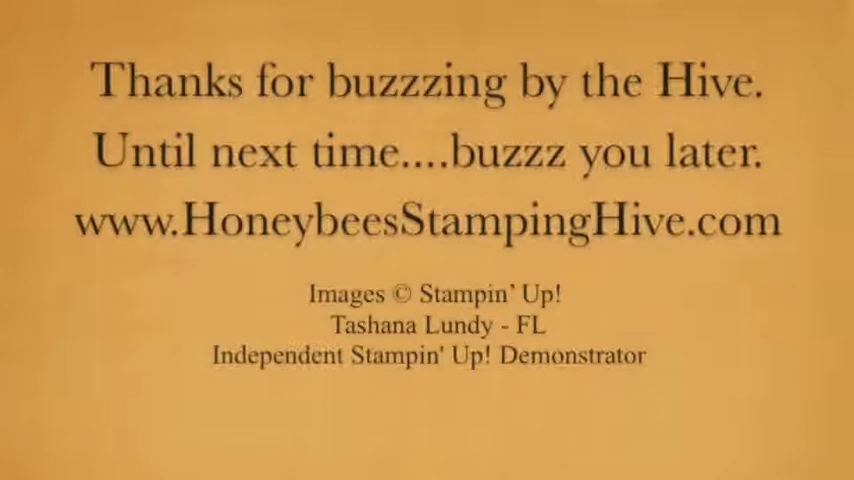 Thanks for buzzzing by the Hive.
Until next time....buzzz you later.
www.HoneybeesStampingHive.com
Images © Stampin’ Up!
Tashana Lundy - FL
Independent Stampin' Up! Demonstrator